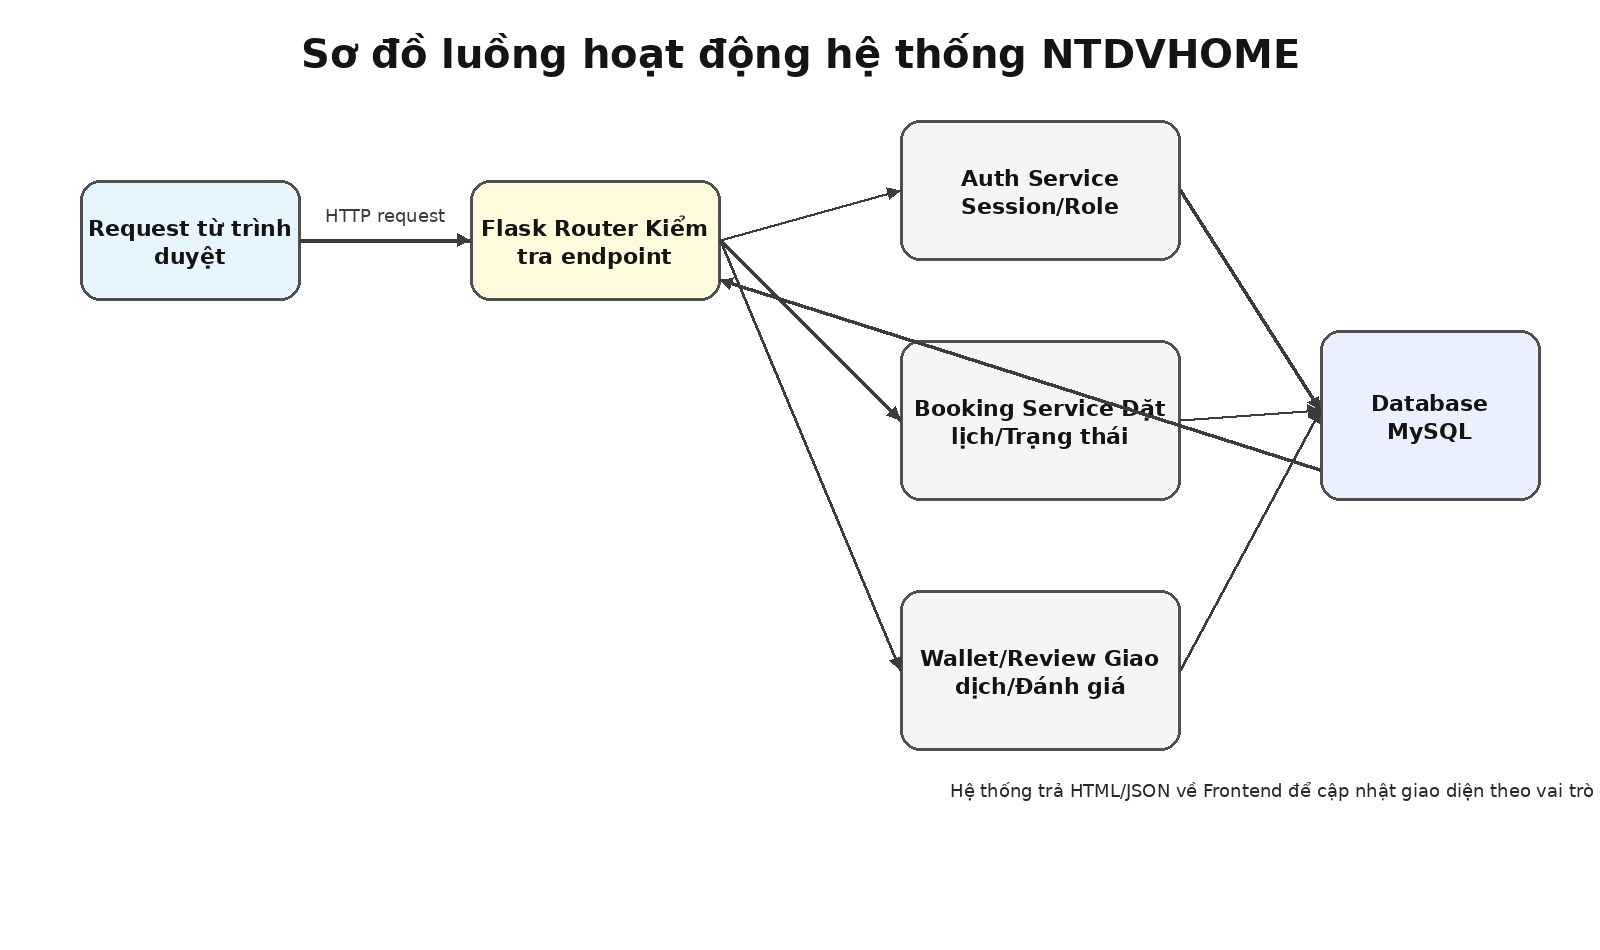 Sơ đồ luồng hoạt động hệ thống NTDVHOME
Request từ trình
duyệt
HTTP request
Flask Router Kiểm
tra endpoint
Auth Service
Session/Role
Booking Service Đặt
lịch/Trạng thái
Database
MySQL
Wallet/Review Giao
dịch/Đánh giá
Hệ thống trả HTML/JSON về Frontend để cập nhật giao diện theo vai trò